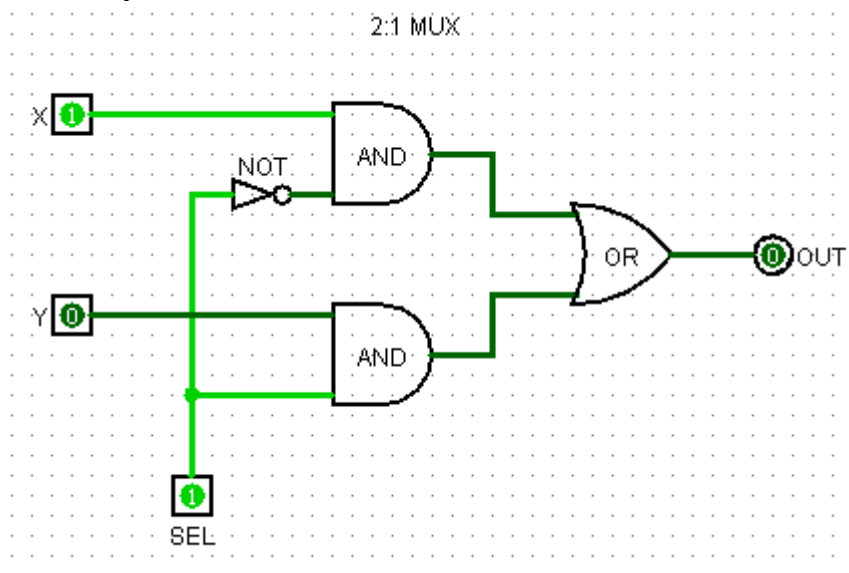 2:1 MUX
X 1
AND
NOT
OR
0 OUT
Y 0
AND
1
SEL